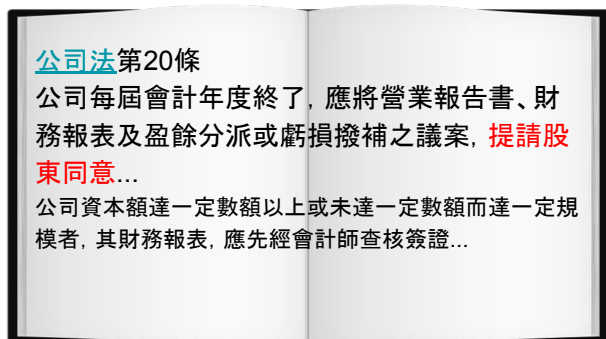 公司法第20條
公司每屆會計年度終了, 應將營業報告書、財
務報表及盈餘分派或虧損撥補之議案, 提請股
東同意...
公司資本額達一定數額以上或未達一定數額而達一定規
模者, 其財務報表, 應先經會計師查核簽證...